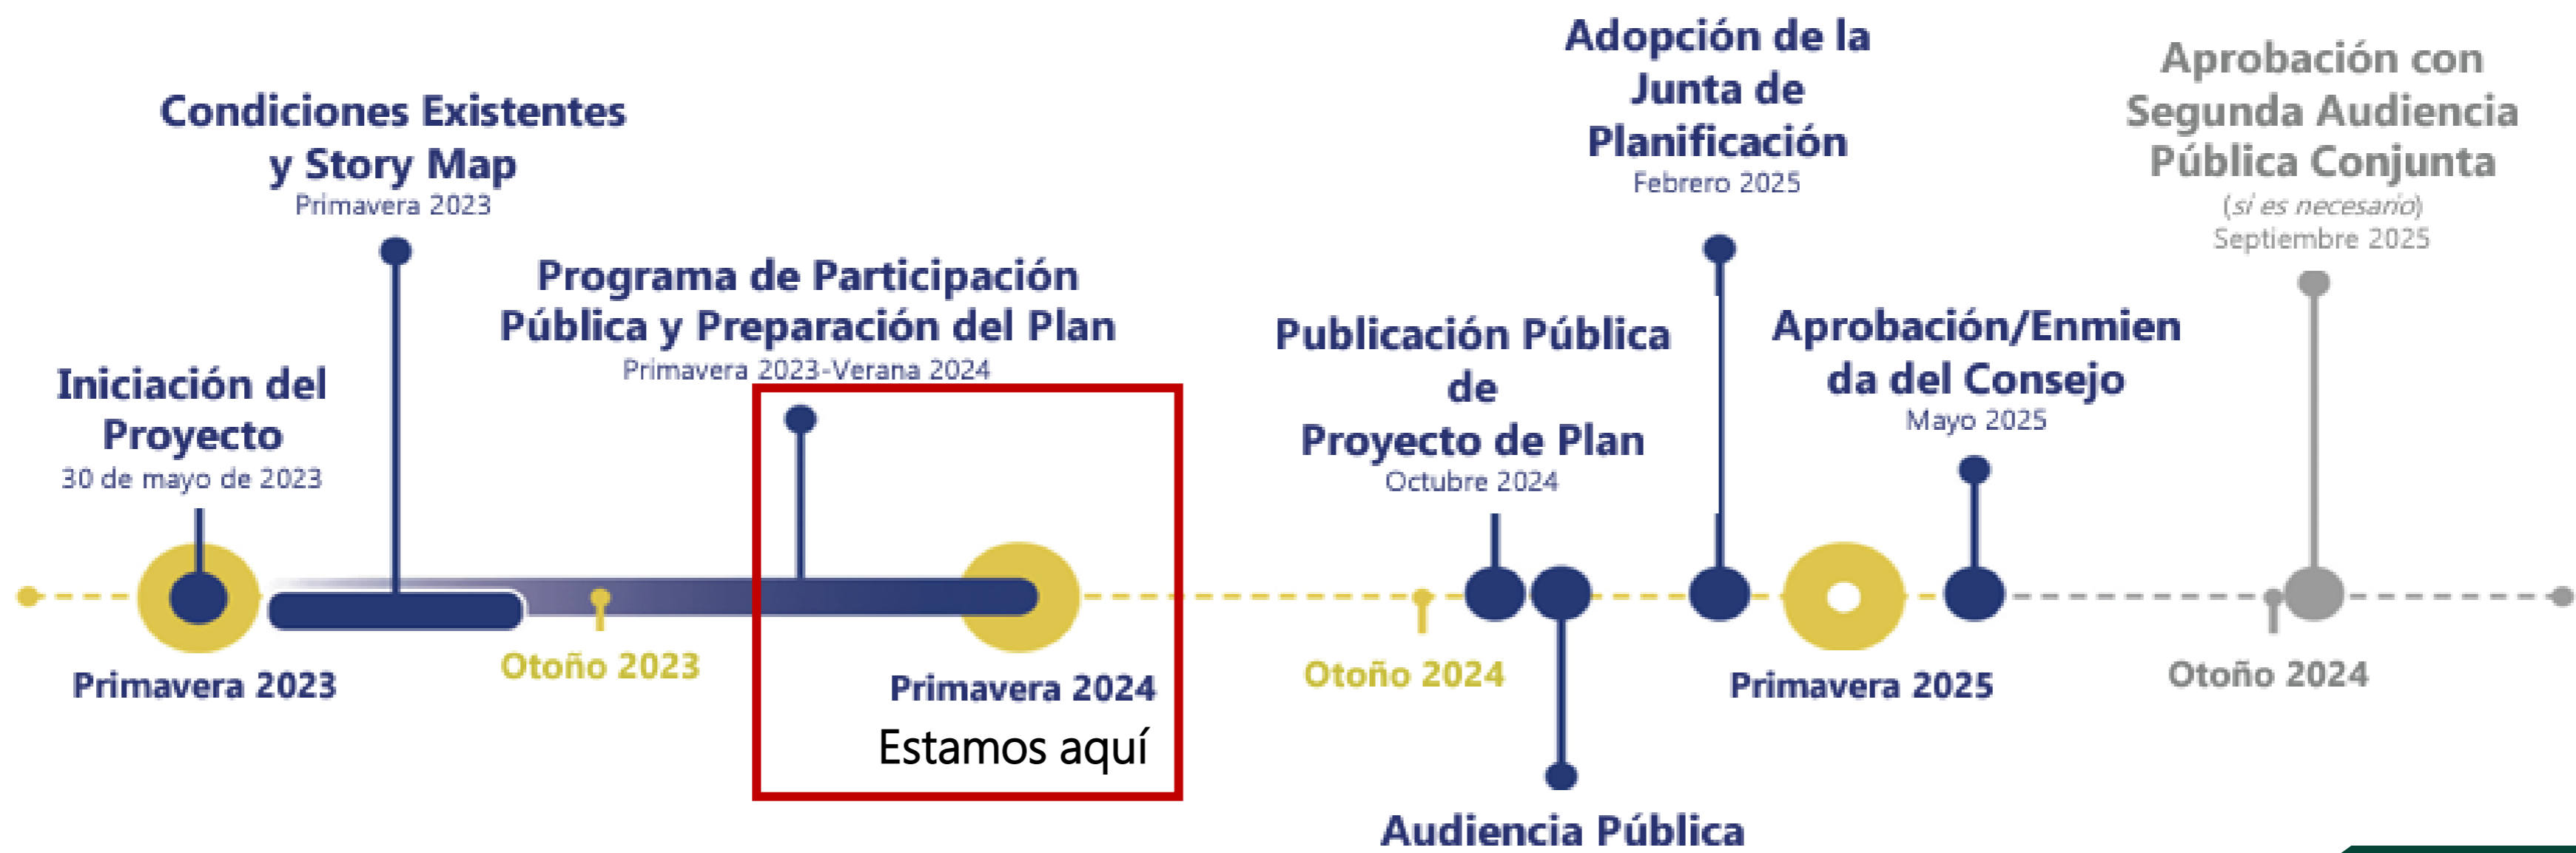 Condiciones Existentes
y Story Map
Primavera 2023
Iniciación del
Proyecto
30 de mayo de 2023
Programa de Participación
Pública y Preparación del Plan
Primavera 2023-Verana 2024
Publicación Pública
de
Proyecto de Plan
Octubre 2024
Adopción de la
Junta de
Planificación
Febrero 2025
Aprobación/Enmien
da del Consejo
Mayo 2025
Aprobación con
Segunda Audiencia
Pública Conjunta
(si es necesario)
Septiembre 2025
Primavera 2023
Otoño 2023
Primavera 2024
Estamos aquí
Otoño 2024
Primavera 2025
Otoño 2024
Audiencia Pública